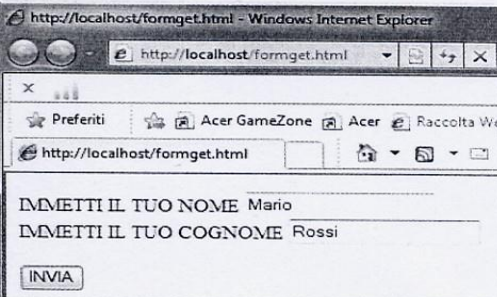 http://localhost/formget.html - Windows Internet Explorer
http://localhost/formget.html
Preferiti Acer GameZone Acer Raccolta We
http://localhost/formget.html
IMMETTI IL TUO NOME Mario
IMMETTI IL TUO COGNOME Rossi
INVIA